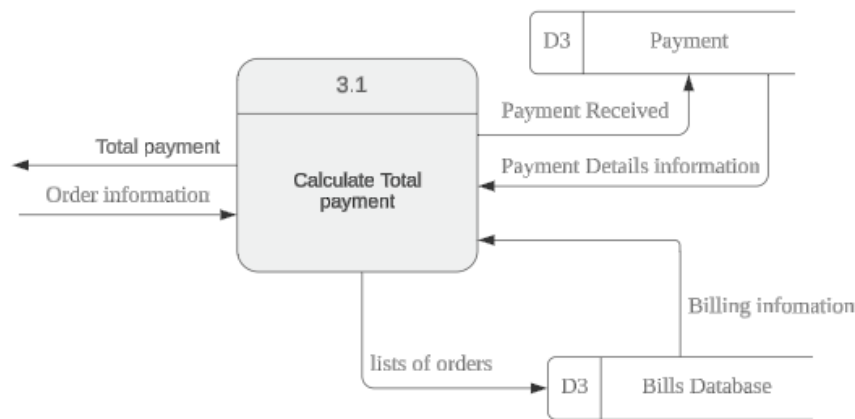 D3 Payment
3.1
Payment Received
Total payment
Payment Details information
Calculate Total
payment
Order information
Billing infomation
lists of orders
D3 Bills Database